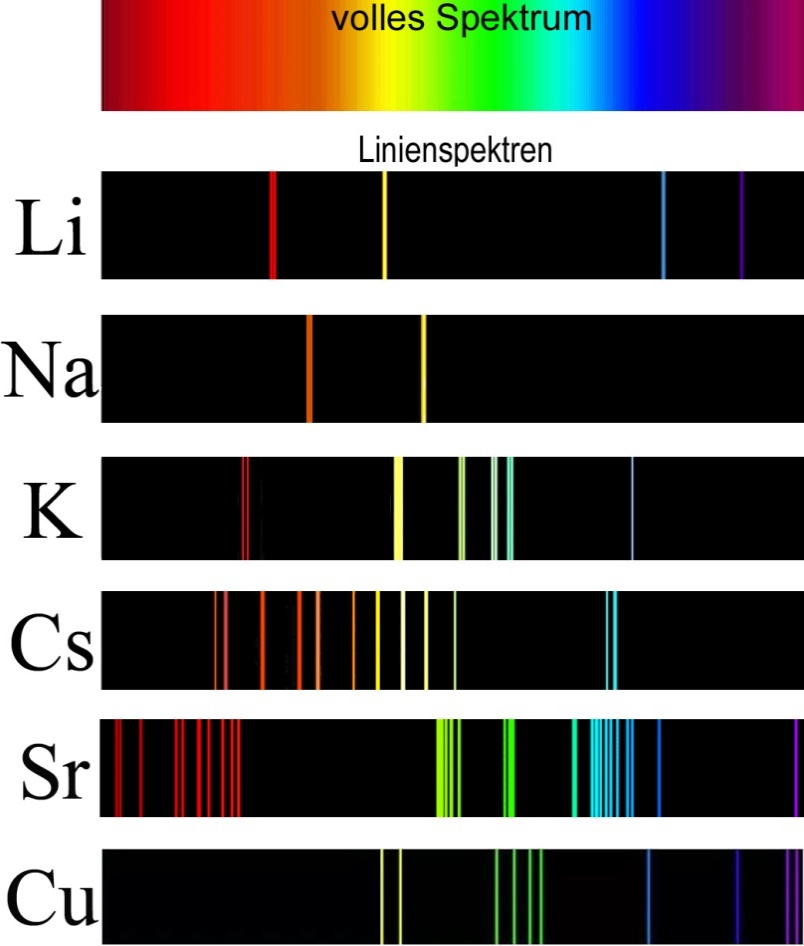 volles Spektrum
Linienspektren
Li
Na
K
Cs
Sr
Cu